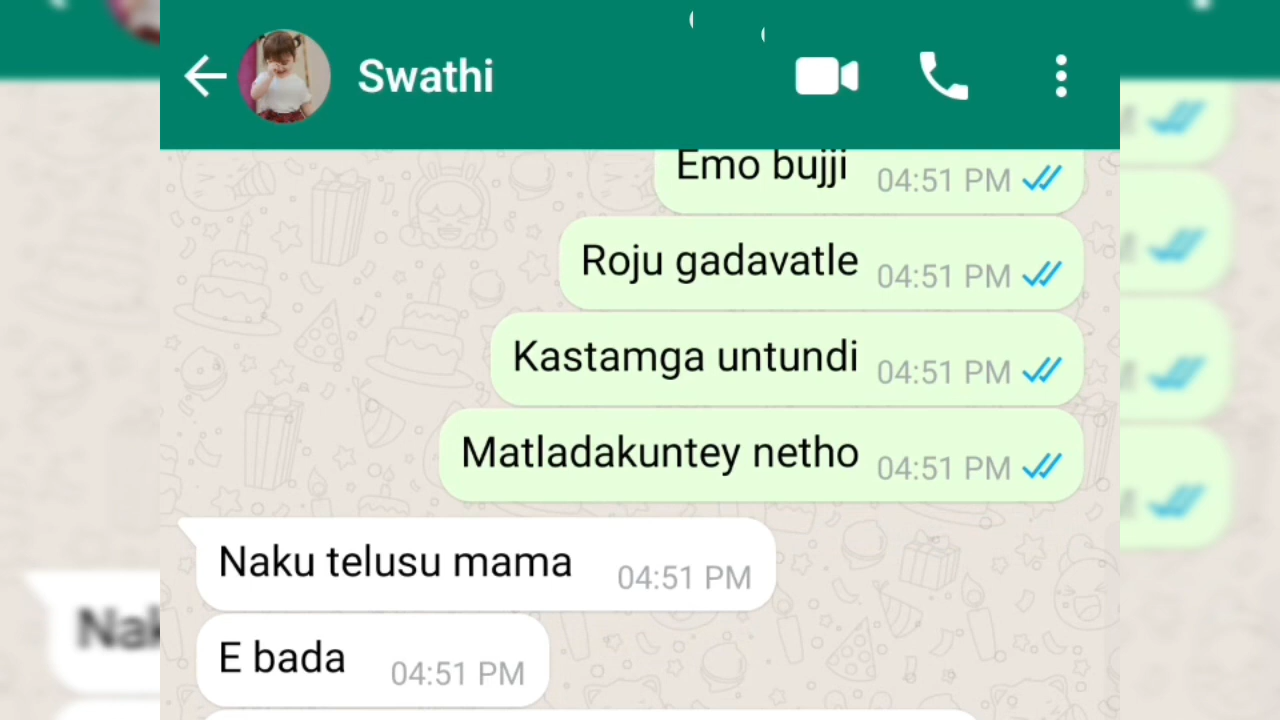 Swathi
Emo bujji 04:51 PM
Roju gadavatle 04:51 PM
Kastamga untundi 04:51 PM
Matladakuntey netho 04:51 PM
Naku telusu mama 04:51 PM
E bada 04:51 PM